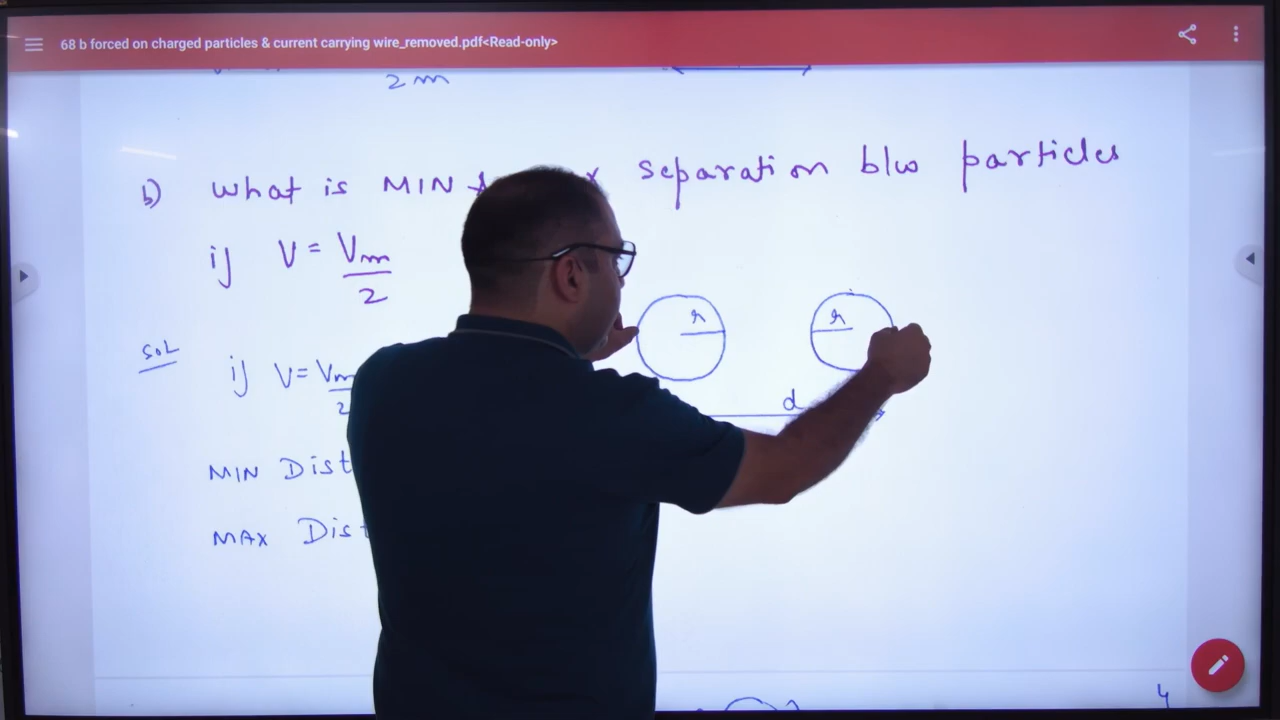 68 b forced on charged particles & current carrying wire_removed.pdf<Read-only>
2m
b) what is MIN separation b/w particles
if V = Vm/2
r r
SOL if V = Vm/2
d
MIN Dist
MAX Dist
4